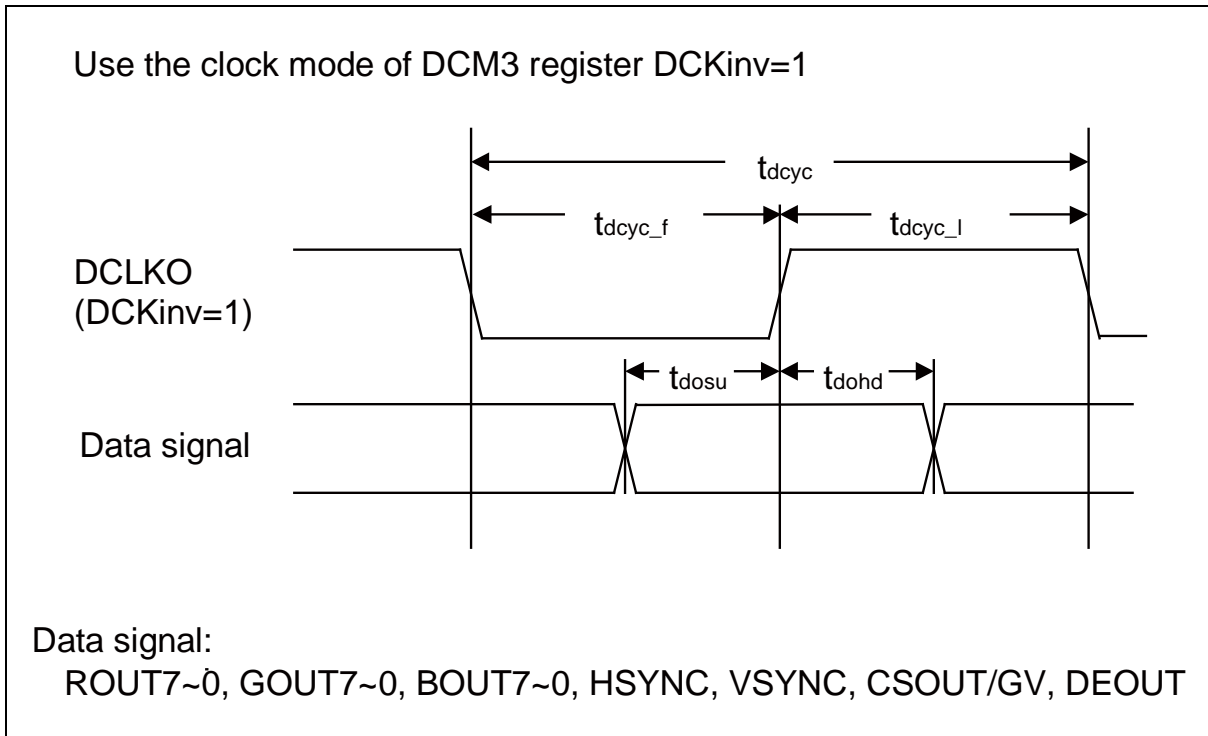 Use the clock mode of DCM3 register DCKinv=1
tdcyc
tdcyc_f
tdcyc_l
DCLKO
(DCKinv=1)
tdosu
tdohd
Data signal
Data signal:
ROUT7~0, GOUT7~0, BOUT7~0, HSYNC, VSYNC, CSOUT/GV, DEOUT